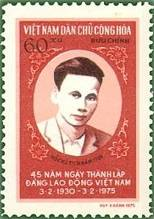 VIỆT NAM DÂN CHỦ CỘNG HÒA
60 XU BƯU CHÍNH
45 NĂM NGÀY THÀNH LẬP
ĐẢNG LAO ĐỘNG VIỆT NAM
3-2-1930-3-2-1975